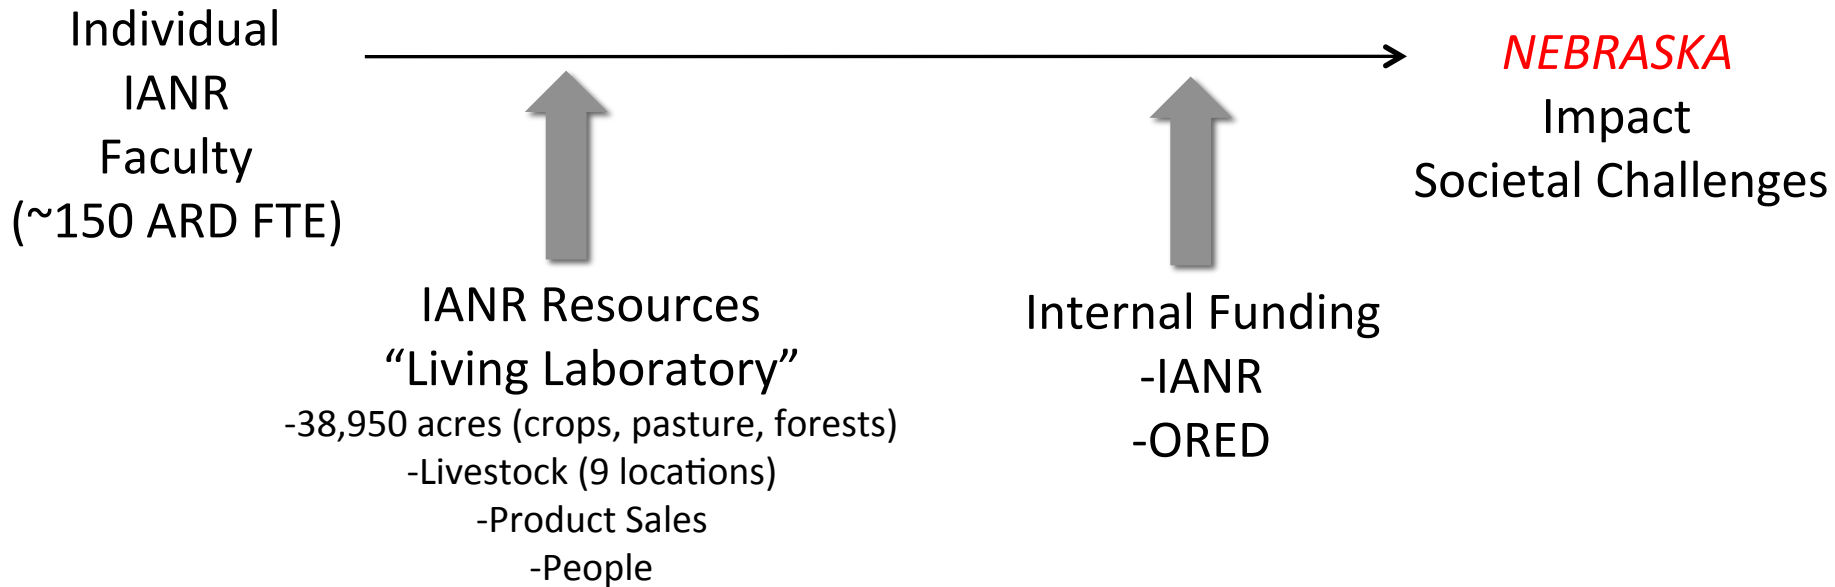 Individual
IANR
Faculty
(~150 ARD FTE)
NEBRASKA
Impact
Societal Challenges
IANR Resources
“Living Laboratory”
-38,950 acres (crops, pasture, forests)
-Livestock (9 locations)
-Product Sales
-People
Internal Funding
-IANR
-ORED